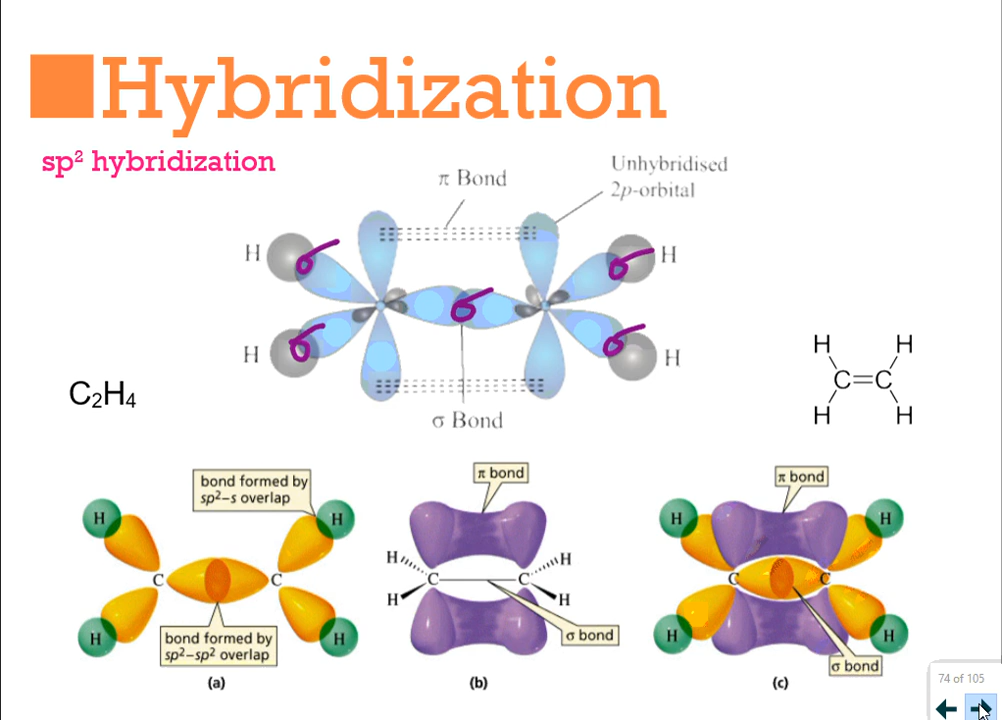 Hybridization
sp² hybridization
π Bond
Unhybridised
2p-orbital
H
H
σ
σ
σ
σ
σ
H
H
σ Bond
C₂H₄
H H
C=C
H H
bond formed by
sp²–s overlap
H
H
C
C
H
H
bond formed by
sp²–sp² overlap
(a)
π bond
H
H
C
C
H
H
σ bond
(b)
π bond
H
H
C
C
H
H
σ bond
(c)
74 of 105